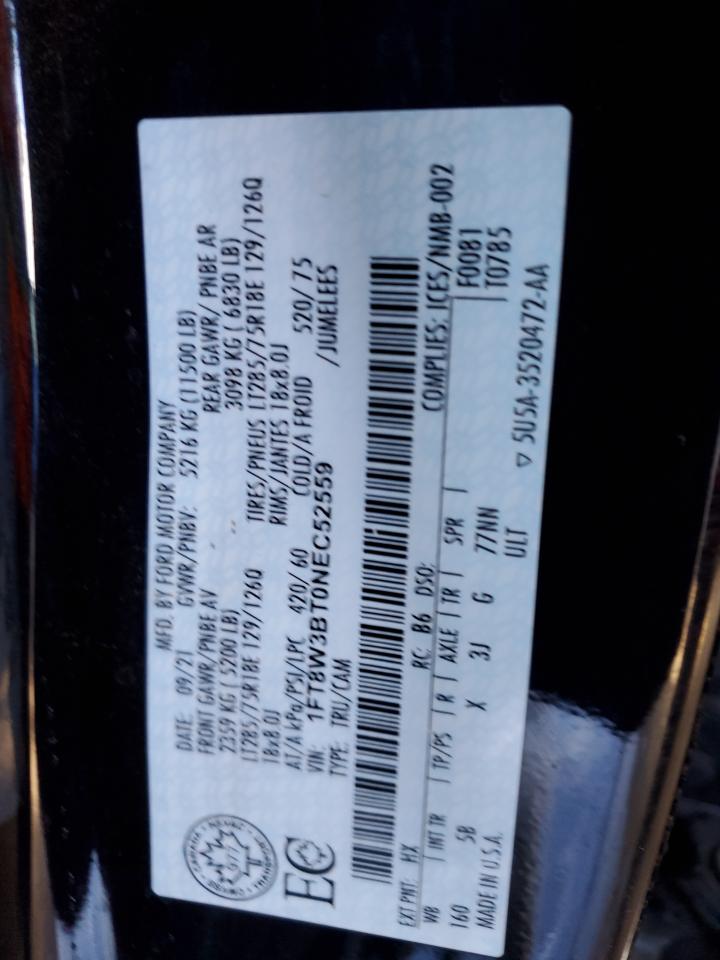 MFD. BY FORD MOTOR COMPANY
DATE: 09/21 GVWR/PNBV: 5216 KG (11500 LB)
FRONT GAWR/PNBE AV REAR GAWR/ PNBE AR
2359 KG ( 5200 LB) 3098 KG ( 6830 LB)
LT285/75R18E 129/126Q TIRES/PNEUS LT285/75R18E 129/126Q
18x8.0J RIMS/JANTES 18x8.0J
AT/A kPa/PSI/LPC 420/ 60 COLD/A FROID 520/ 75
VIN: 1FT8W3BT0NEC52559 /JUMELEES
TYPE: TRU/CAM
EC
EXT PNT: HX RC: B6 DSO: COMPLIES: ICES/NMB-002
WB INT TR TP/PS R AXLE TR SPR F0081
160 SB X 3J G 77NN T0785
ULT
MADE IN U.S.A. ▽ 5U5A-3520472-AA